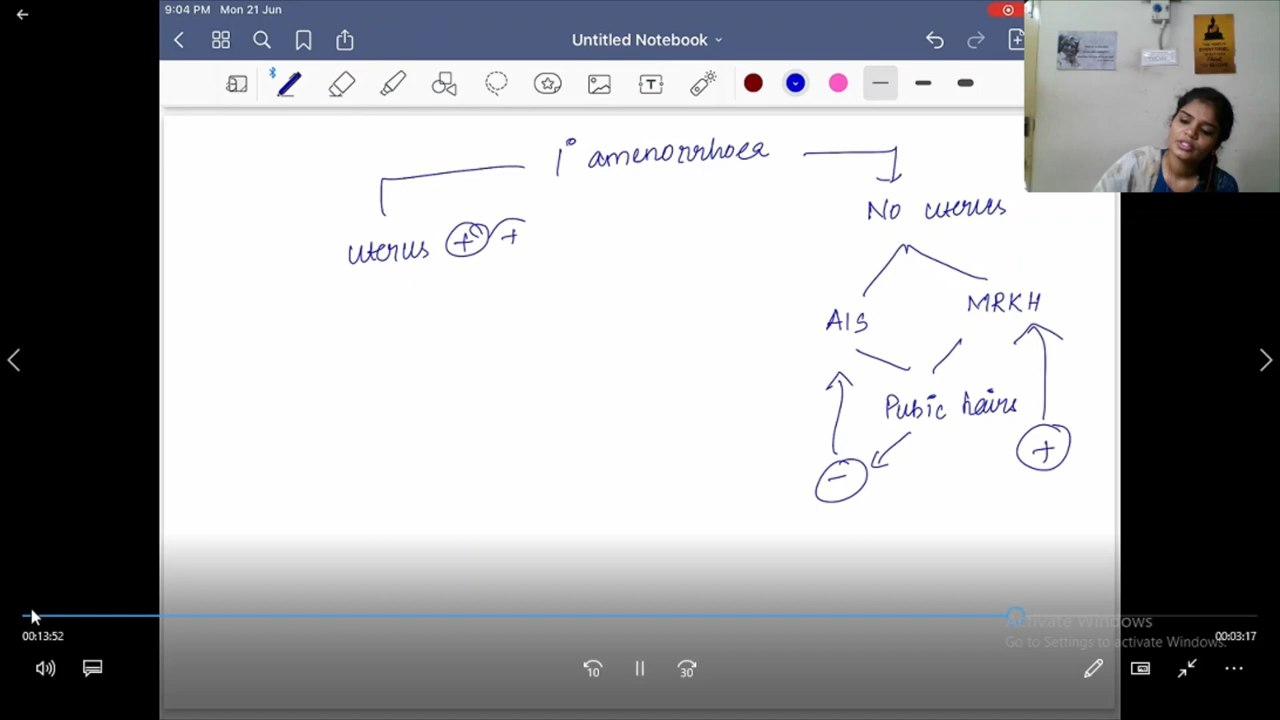 9:04 PM Mon 21 Jun
Untitled Notebook
T
1° amenorrhoea
No uterus
uterus + +
AIS
MRKH
Pubic hairs
+
−
Activate Windows
Go to Settings to activate Windows.
00:13:52
00:03:17
10
30